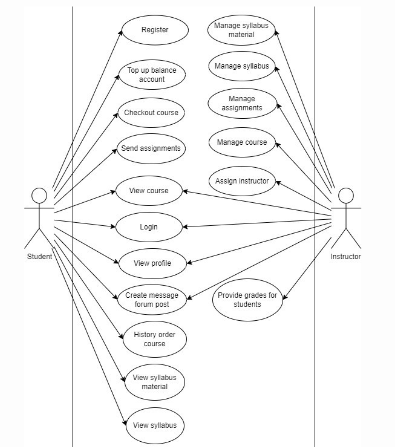 Register
Top up balance
account
Checkout course
Send assignments
View course
Login
View profile
Create message
forum post
History order
course
View syllabus
material
View syllabus
Manage syllabus
material
Manage syllabus
Manage
assignments
Manage course
Assign instructor
Provide grades for
students
Student
Instructor